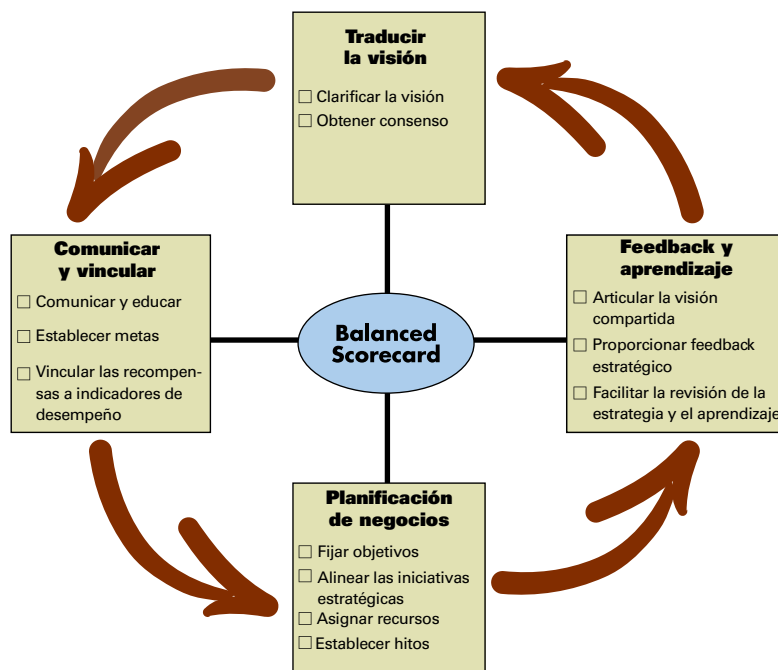 Traducir
la visión
☐ Clarificar la visión
☐ Obtener consenso
Comunicar
y vincular
☐ Comunicar y educar
☐ Establecer metas
☐ Vincular las recompen-
sas a indicadores de
desempeño
Balanced
Scorecard
Feedback y
aprendizaje
☐ Articular la visión
compartida
☐ Proporcionar feedback
estratégico
☐ Facilitar la revisión de la
estrategia y el aprendizaje
Planificación
de negocios
☐ Fijar objetivos
☐ Alinear las iniciativas
estratégicas
☐ Asignar recursos
☐ Establecer hitos